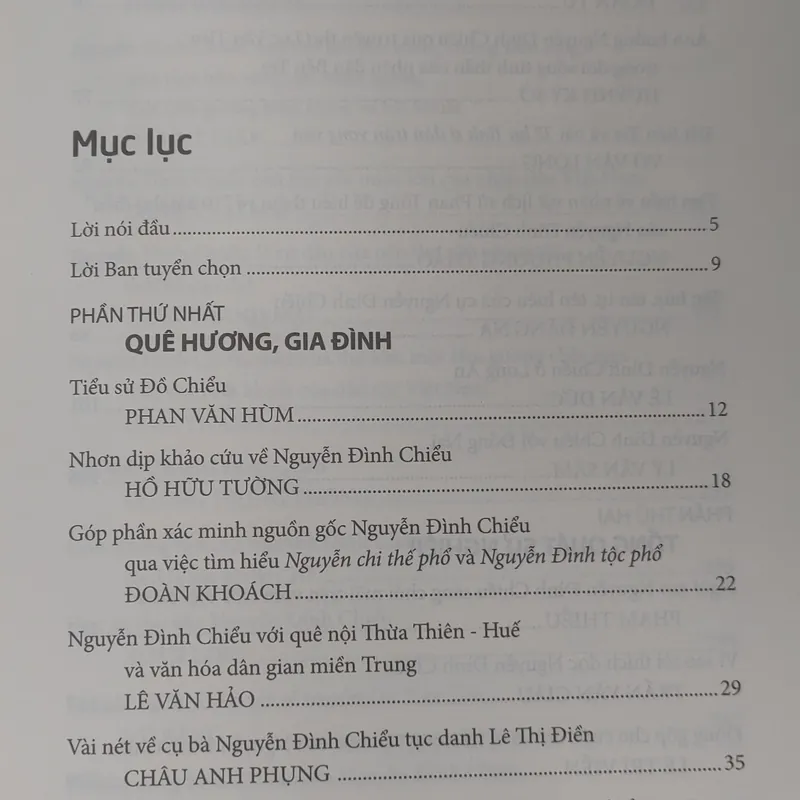 Mục lục
Lời nói đầu........5
Lời Ban tuyển chọn........9
PHẦN THỨ NHẤT
QUÊ HƯƠNG, GIA ĐÌNH
Tiểu sử Đồ Chiểu
PHAN VĂN HÙM........12
Nhơn dịp khảo cứu về Nguyễn Đình Chiểu
HỒ HỮU TƯỜNG........18
Góp phần xác minh nguồn gốc Nguyễn Đình Chiểu
qua việc tìm hiểu Nguyễn chi thế phổ và Nguyễn Đình tộc phổ
ĐOÀN KHOÁCH........22
Nguyễn Đình Chiểu với quê nội Thừa Thiên - Huế
và văn hóa dân gian miền Trung
LÊ VĂN HẢO........29
Vài nét về cụ bà Nguyễn Đình Chiểu tục danh Lê Thị Điền
CHÂU ANH PHỤNG........35